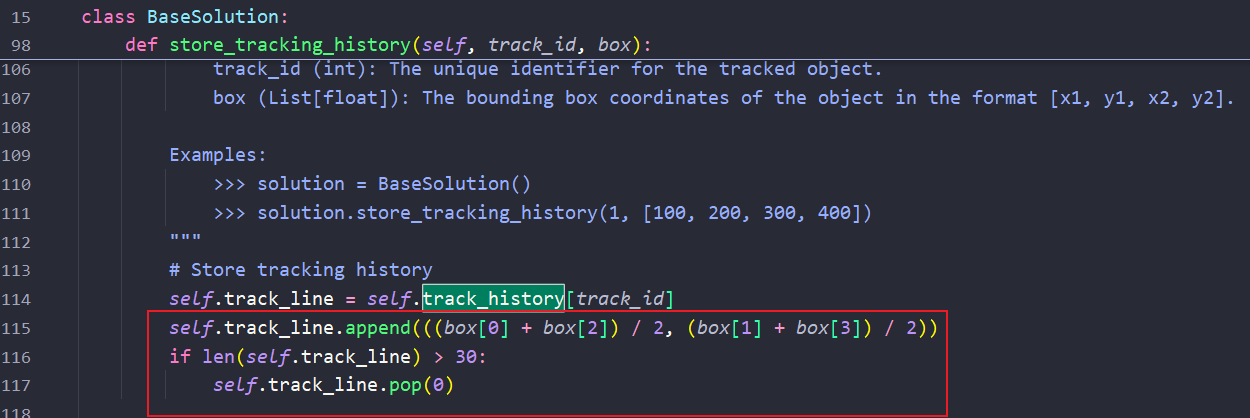 15 class BaseSolution:
98 def store_tracking_history(self, track_id, box):
106 track_id (int): The unique identifier for the tracked object.
107 box (List[float]): The bounding box coordinates of the object in the format [x1, y1, x2, y2].
108
109 Examples:
110 >>> solution = BaseSolution()
111 >>> solution.store_tracking_history(1, [100, 200, 300, 400])
112 """
113 # Store tracking history
114 self.track_line = self.track_history[track_id]
115 self.track_line.append(((box[0] + box[2]) / 2, (box[1] + box[3]) / 2))
116 if len(self.track_line) > 30:
117 self.track_line.pop(0)
118